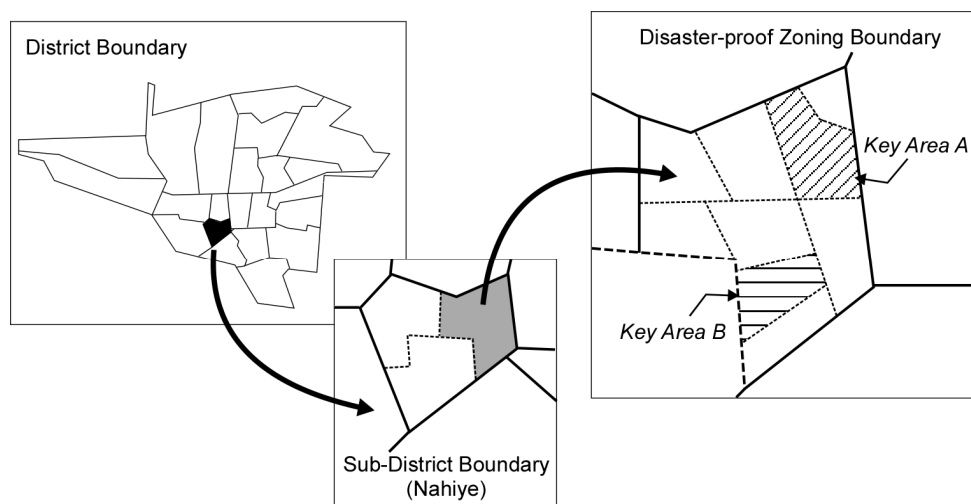 District Boundary
Disaster-proof Zoning Boundary
Key Area A
Key Area B
Sub-District Boundary
(Nahiye)